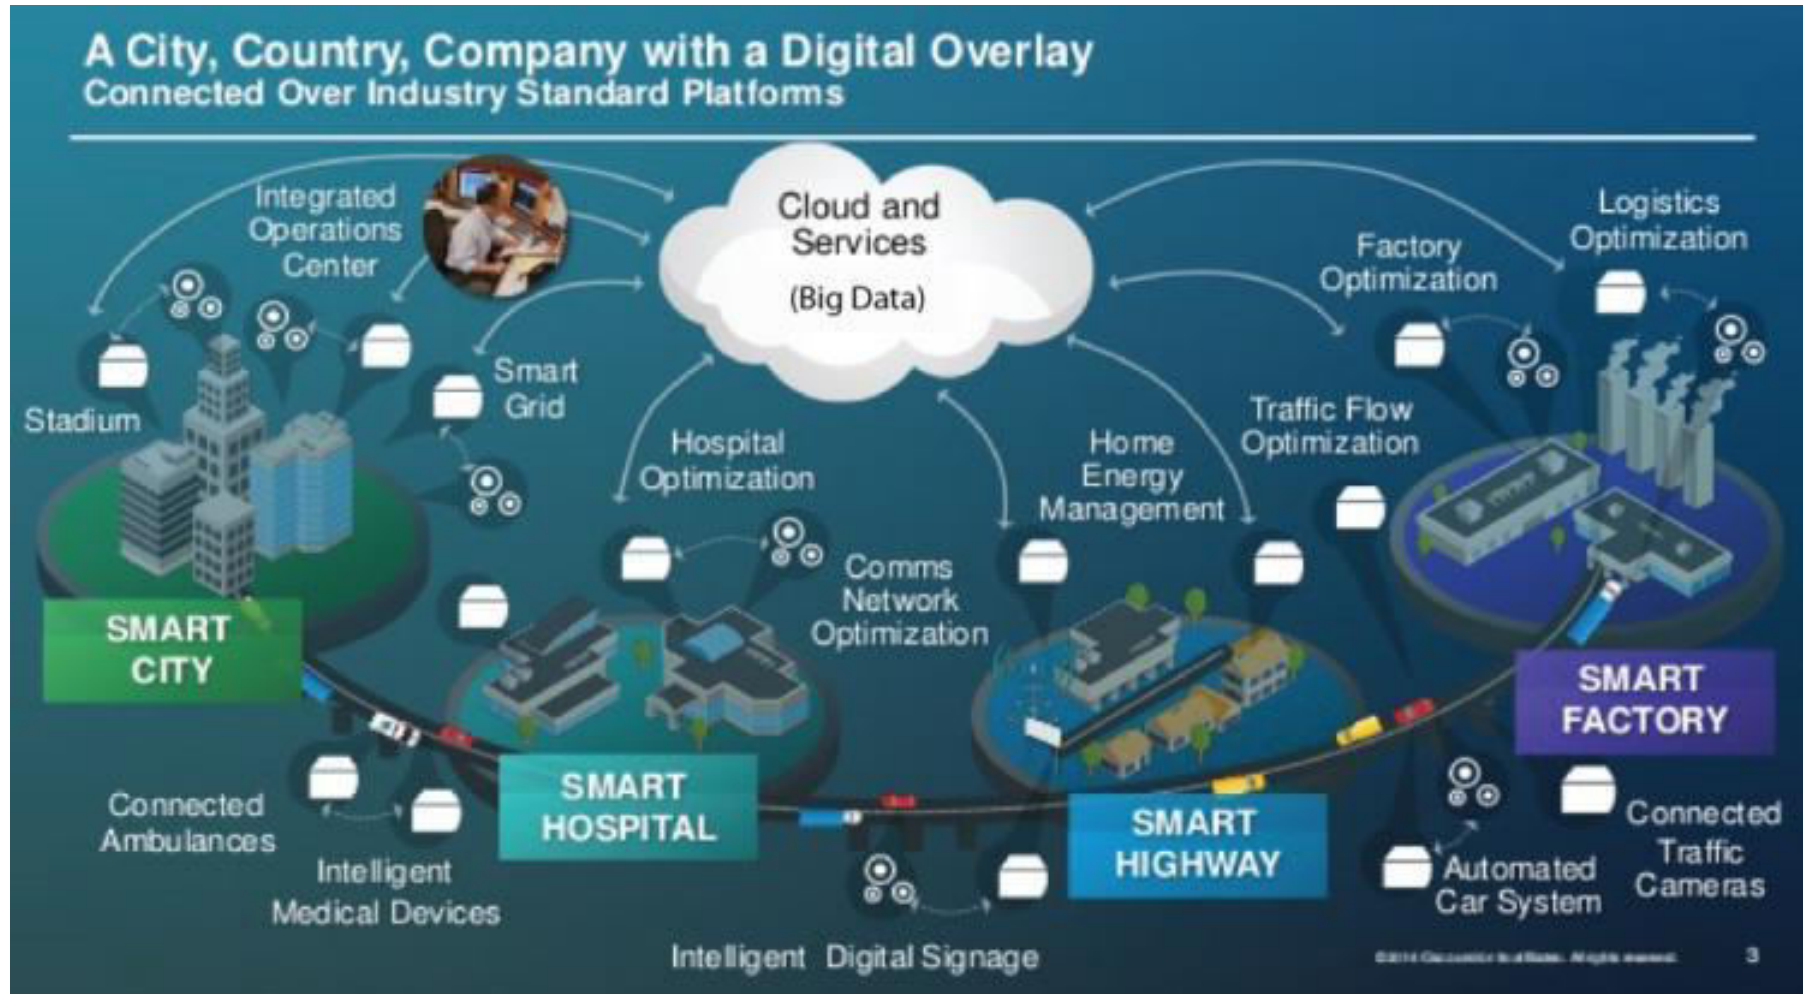 A City, Country, Company with a Digital Overlay
Connected Over Industry Standard Platforms
Integrated
Operations
Center
Cloud and
Services
(Big Data)
Logistics
Optimization
Factory
Optimization
Stadium
Smart
Grid
Hospital
Optimization
Home
Energy
Management
Traffic Flow
Optimization
Comms
Network
Optimization
SMART
CITY
SMART
HOSPITAL
SMART
HIGHWAY
SMART
FACTORY
Connected
Ambulances
Intelligent
Medical Devices
Intelligent Digital Signage
Automated
Car System
Connected
Traffic
Cameras
All rights reserved.
3